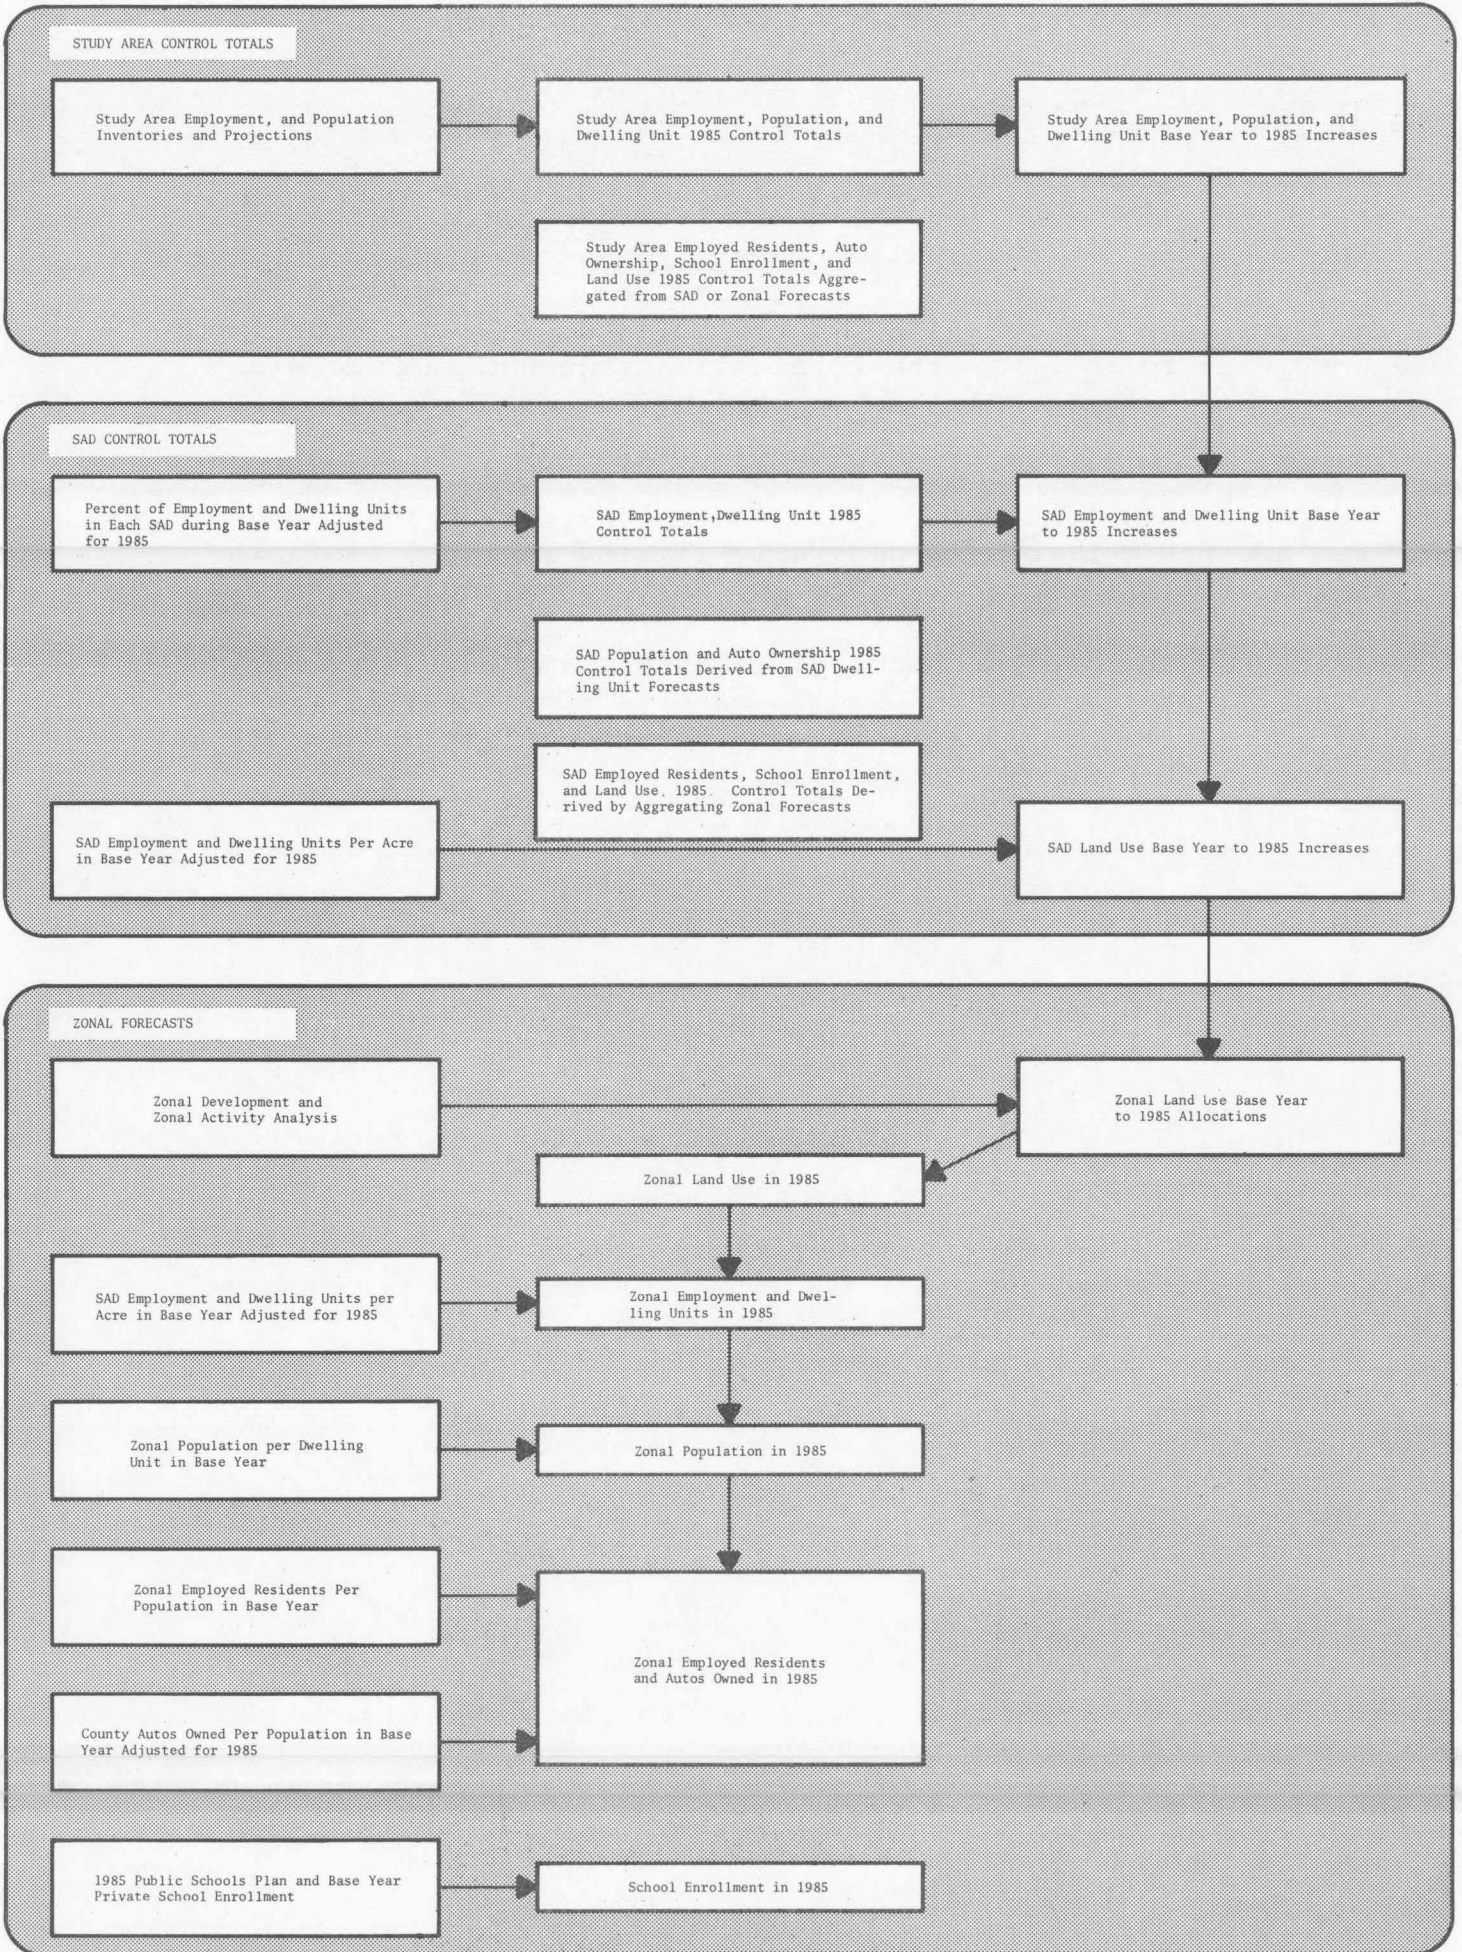 STUDY AREA CONTROL TOTALS
Study Area Employment, and Population
Inventories and Projections
Study Area Employment, Population, and
Dwelling Unit 1985 Control Totals
Study Area Employment, Population, and
Dwelling Unit Base Year to 1985 Increases
Study Area Employed Residents, Auto
Ownership, School Enrollment, and
Land Use 1985 Control Totals Aggre-
gated from SAD or Zonal Forecasts
SAD CONTROL TOTALS
Percent of Employment and Dwelling Units
in Each SAD during Base Year Adjusted
for 1985
SAD Employment,Dwelling Unit 1985
Control Totals
SAD Employment and Dwelling Unit Base Year
to 1985 Increases
SAD Population and Auto Ownership 1985
Control Totals Derived from SAD Dwell-
ing Unit Forecasts
SAD Employed Residents, School Enrollment,
and Land Use. 1985. Control Totals De-
rived by Aggregating Zonal Forecasts
SAD Employment and Dwelling Units Per Acre
in Base Year Adjusted for 1985
SAD Land Use Base Year to 1985 Increases
ZONAL FORECASTS
Zonal Development and
Zonal Activity Analysis
Zonal Land Use Base Year
to 1985 Allocations
Zonal Land Use in 1985
SAD Employment and Dwelling Units per
Acre in Base Year Adjusted for 1985
Zonal Employment and Dwel-
ling Units in 1985
Zonal Population per Dwelling
Unit in Base Year
Zonal Population in 1985
Zonal Employed Residents Per
Population in Base Year
Zonal Employed Residents
and Autos Owned in 1985
County Autos Owned Per Population in Base
Year Adjusted for 1985
1985 Public Schools Plan and Base Year
Private School Enrollment
School Enrollment in 1985